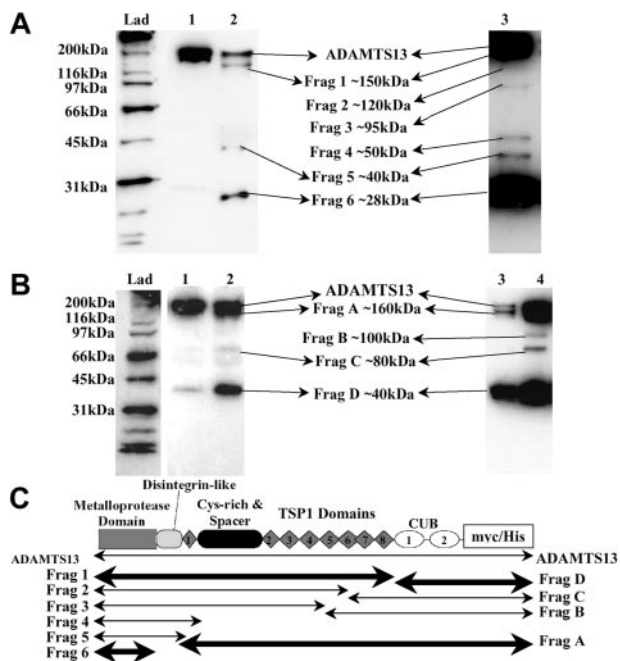 A
Lad 1 2 3
200kDa
116kDa
97kDa
66kDa
45kDa
31kDa
ADAMTS13
Frag 1 ~150kDa
Frag 2 ~120kDa
Frag 3 ~95kDa
Frag 4 ~50kDa
Frag 5 ~40kDa
Frag 6 ~28kDa
B
Lad 1 2 3 4
200kDa
116kDa
97kDa
66kDa
45kDa
31kDa
ADAMTS13
Frag A ~160kDa
Frag B ~100kDa
Frag C ~80kDa
Frag D ~40kDa
C
Disintegrin-like
Metalloprotease
Domain
Cys-rich &
Spacer
TSP1 Domains
CUB
1 2 3 4 5 6 7 8 1 2 myc/His
ADAMTS13 ADAMTS13
Frag 1 Frag D
Frag 2 Frag C
Frag 3 Frag B
Frag 4
Frag 5 Frag A
Frag 6